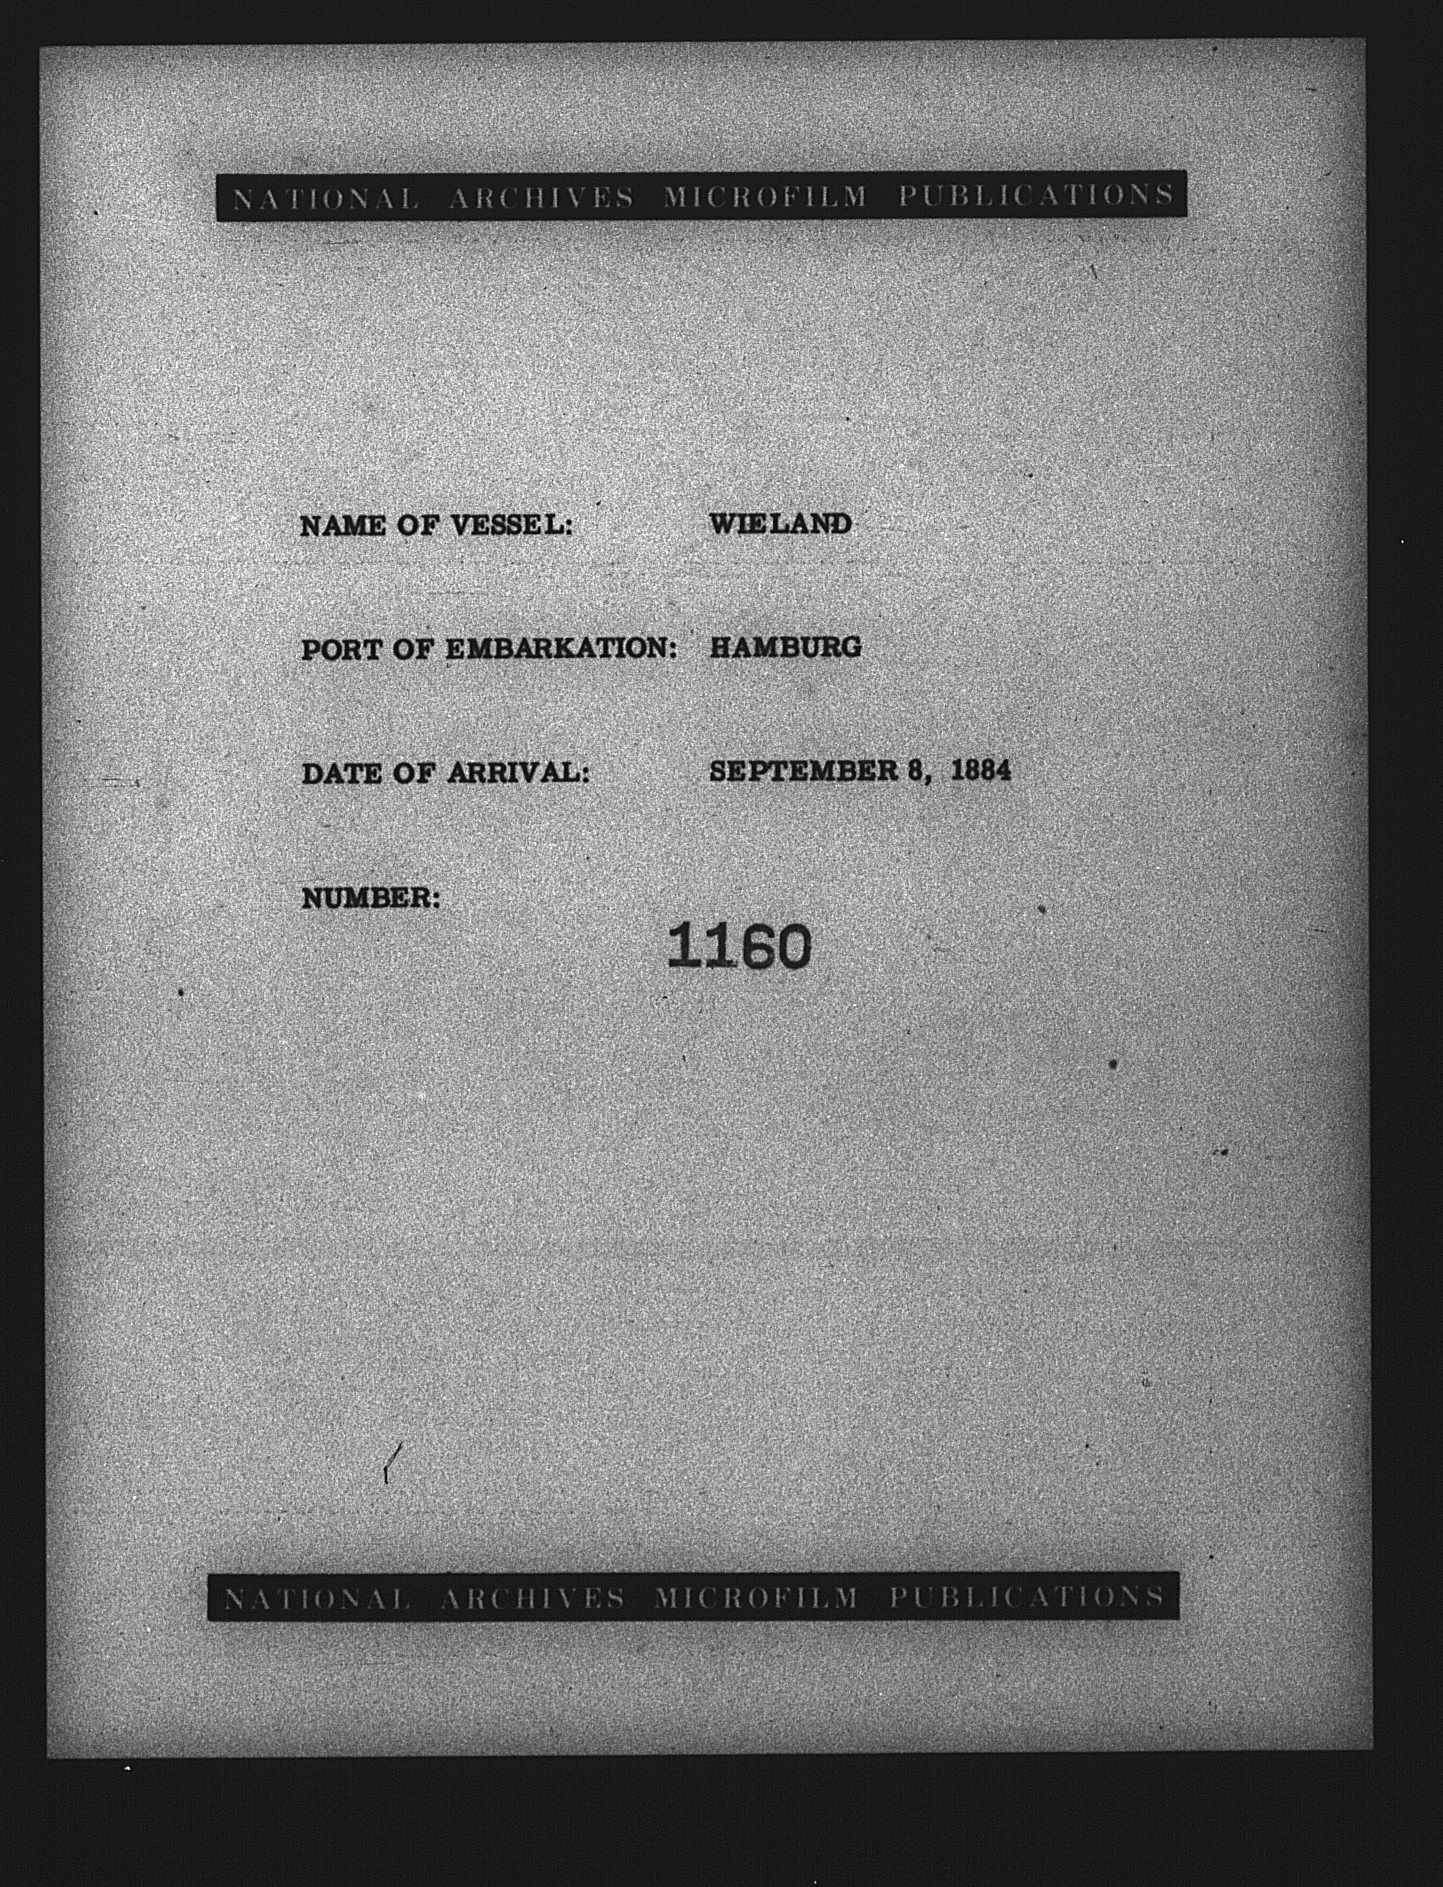 NATIONAL ARCHIVES MICROFILM PUBLICATIONS
NAME OF VESSEL: WIELAND
PORT OF EMBARKATION: HAMBURG
DATE OF ARRIVAL: SEPTEMBER 8, 1884
NUMBER:
1160
NATIONAL ARCHIVES MICROFILM PUBLICATIONS